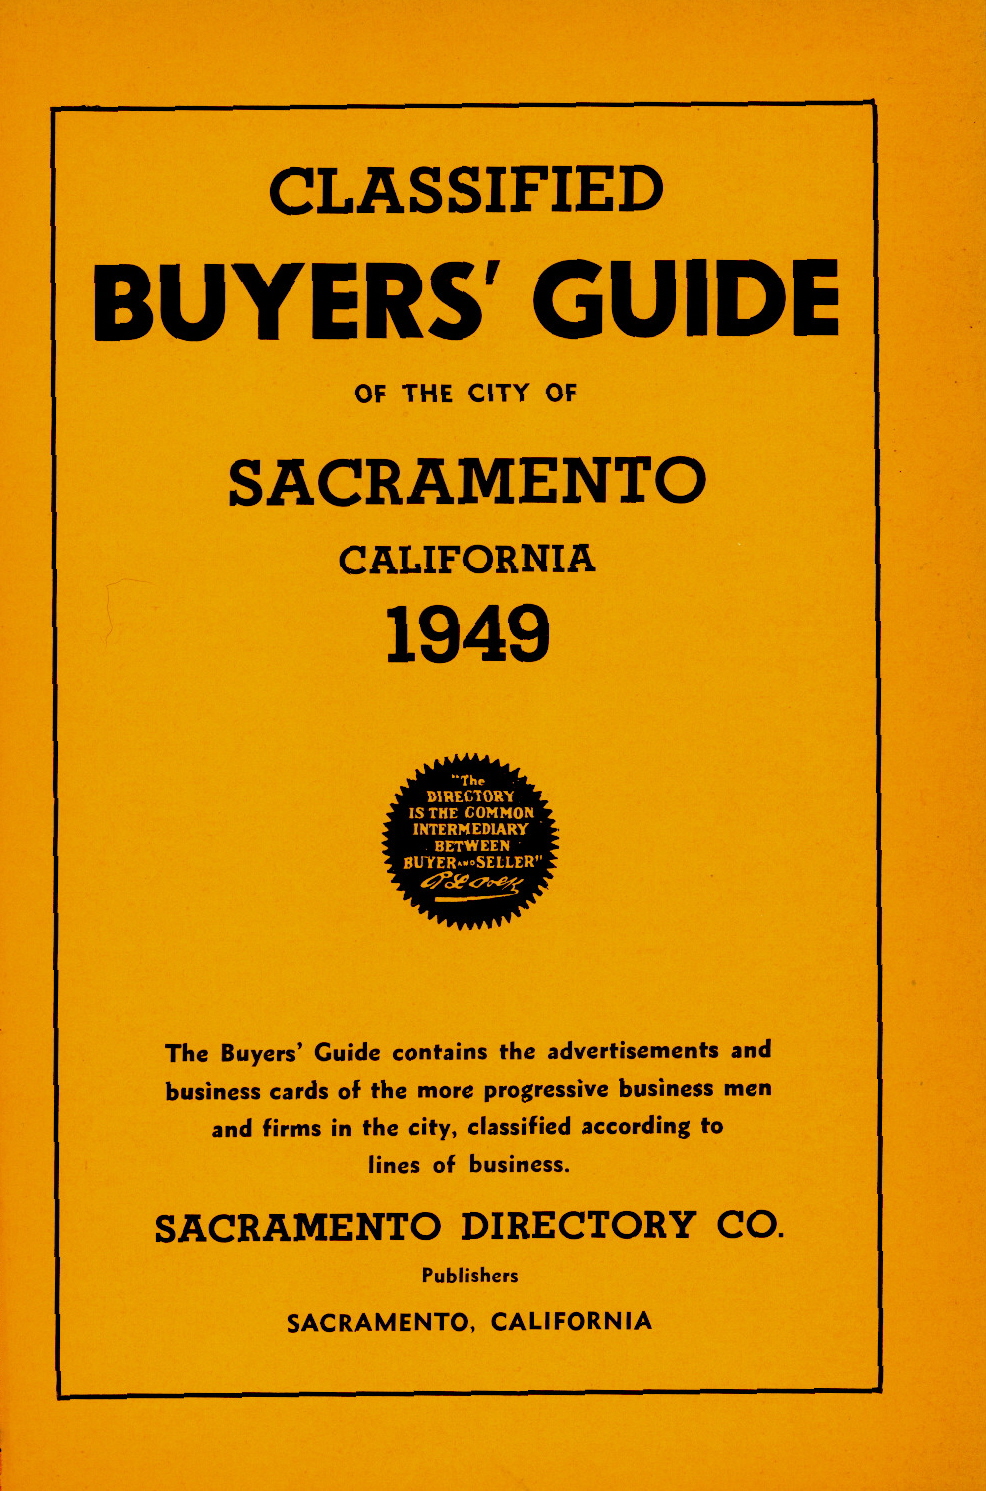 CLASSIFIED
BUYERS' GUIDE
OF THE CITY OF
SACRAMENTO
CALIFORNIA
1949
"The
DIRECTORY
IS THE COMMON
INTERMEDIARY
BETWEEN
BUYER AND SELLER"
R L Polk
The Buyers' Guide contains the advertisements and
business cards of the more progressive business men
and firms in the city, classified according to
lines of business.
SACRAMENTO DIRECTORY CO.
Publishers
SACRAMENTO, CALIFORNIA